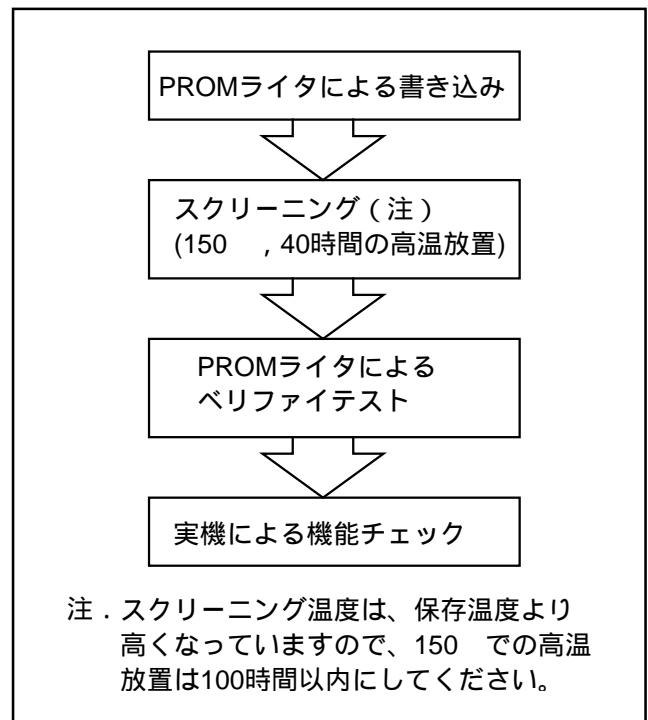 PROMライタによる書き込み
スクリーニング（注）
(150　,40時間の高温放置)
PROMライタによる
ベリファイテスト
実機による機能チェック
注．スクリーニング温度は、保存温度より
高くなっていますので、150　での高温
放置は100時間以内にしてください。